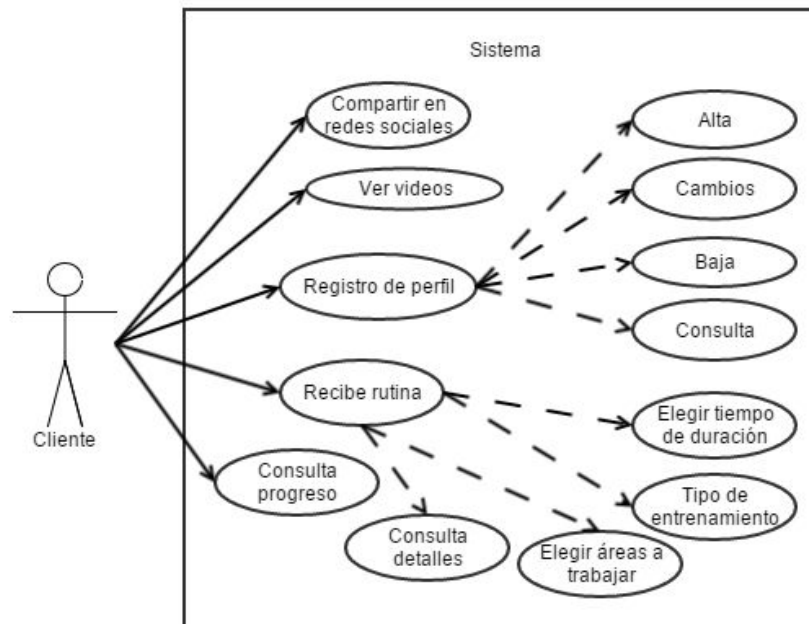 Sistema
Compartir en
redes sociales
Ver videos
Registro de perfil
Recibe rutina
Consulta
progreso
Consulta
detalles
Elegir áreas a
trabajar
Alta
Cambios
Baja
Consulta
Elegir tiempo
de duración
Tipo de
entrenamiento
Cliente